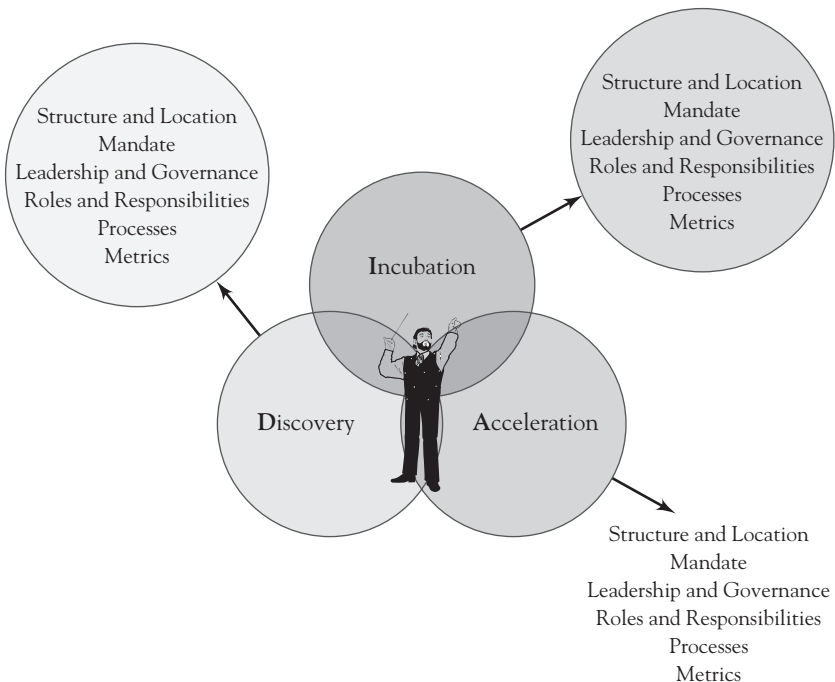 Structure and Location
Mandate
Leadership and Governance
Roles and Responsibilities
Processes
Metrics
Structure and Location
Mandate
Leadership and Governance
Roles and Responsibilities
Processes
Metrics
Incubation
Discovery
Acceleration
Structure and Location
Mandate
Leadership and Governance
Roles and Responsibilities
Processes
Metrics